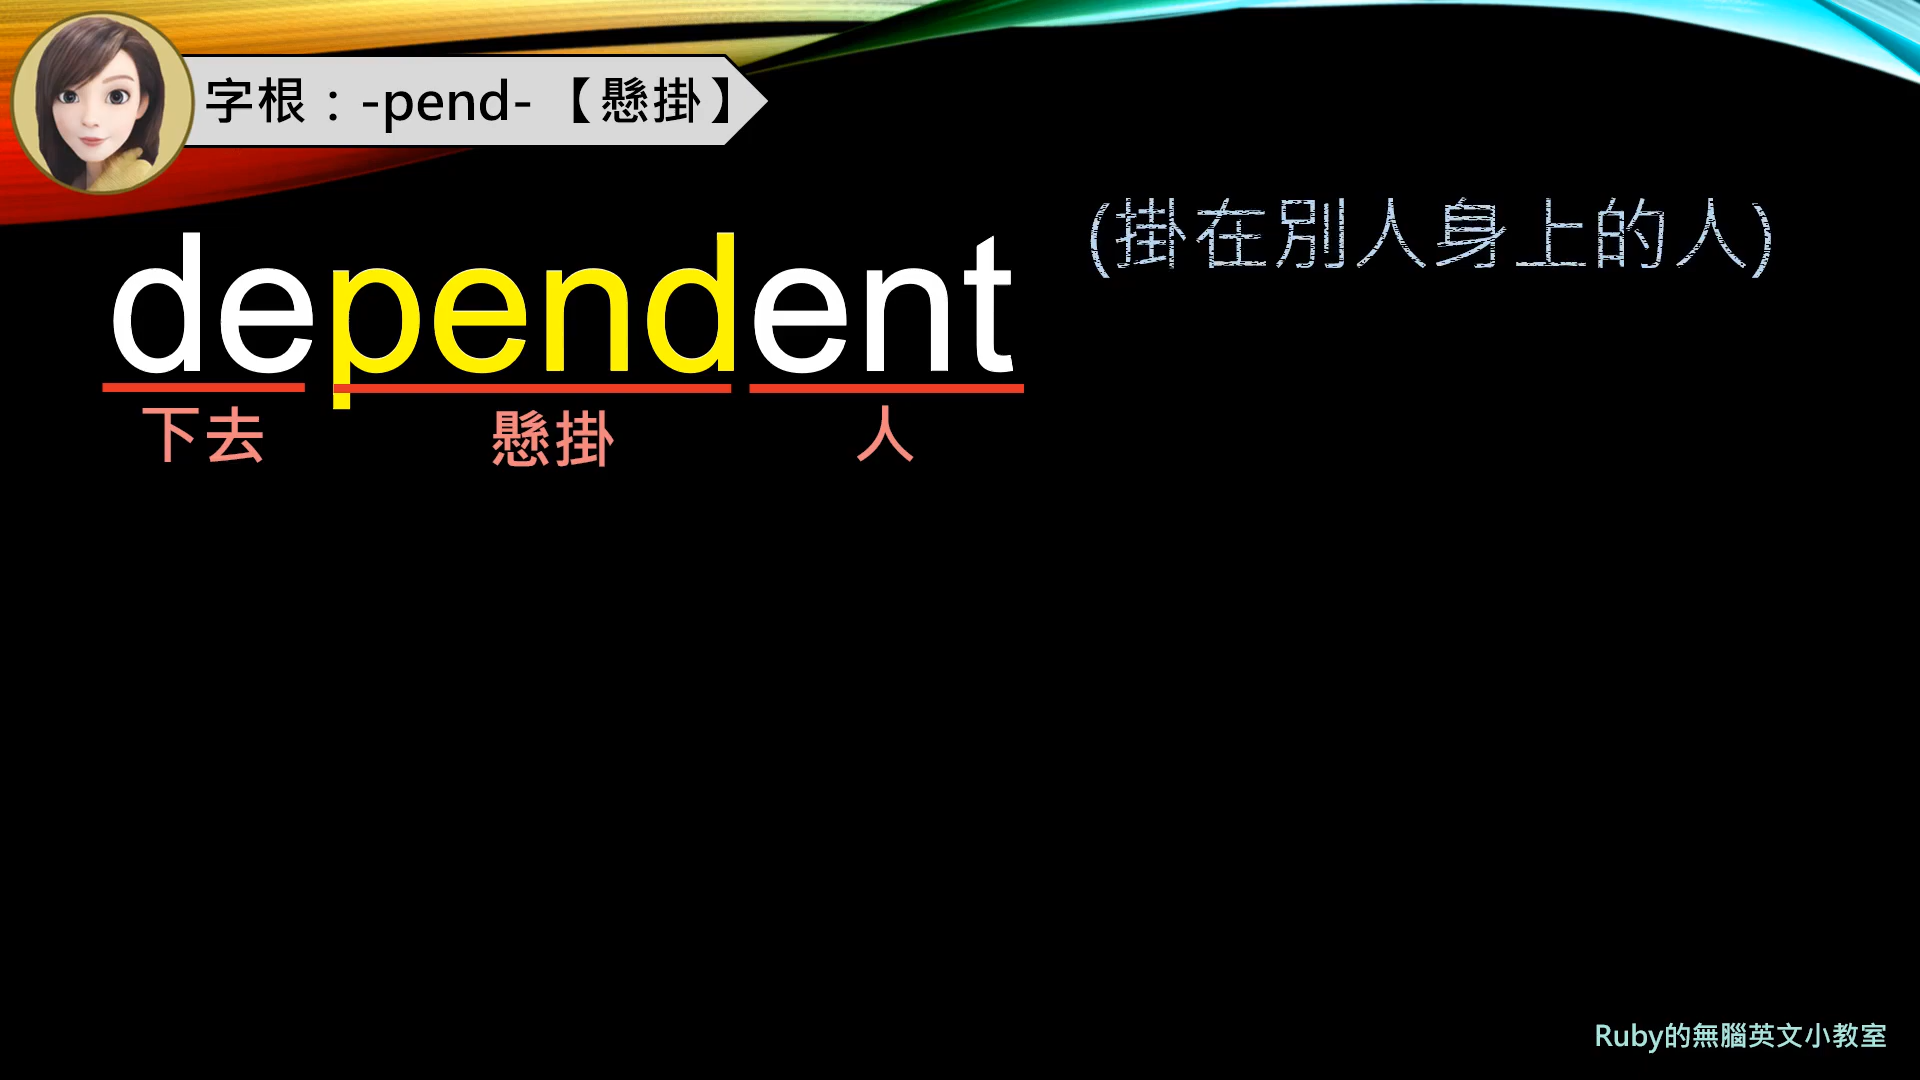 字根：-pend-【懸掛】
(掛在別人身上的人)
dependent
下去 懸掛 人
Ruby的無腦英文小教室